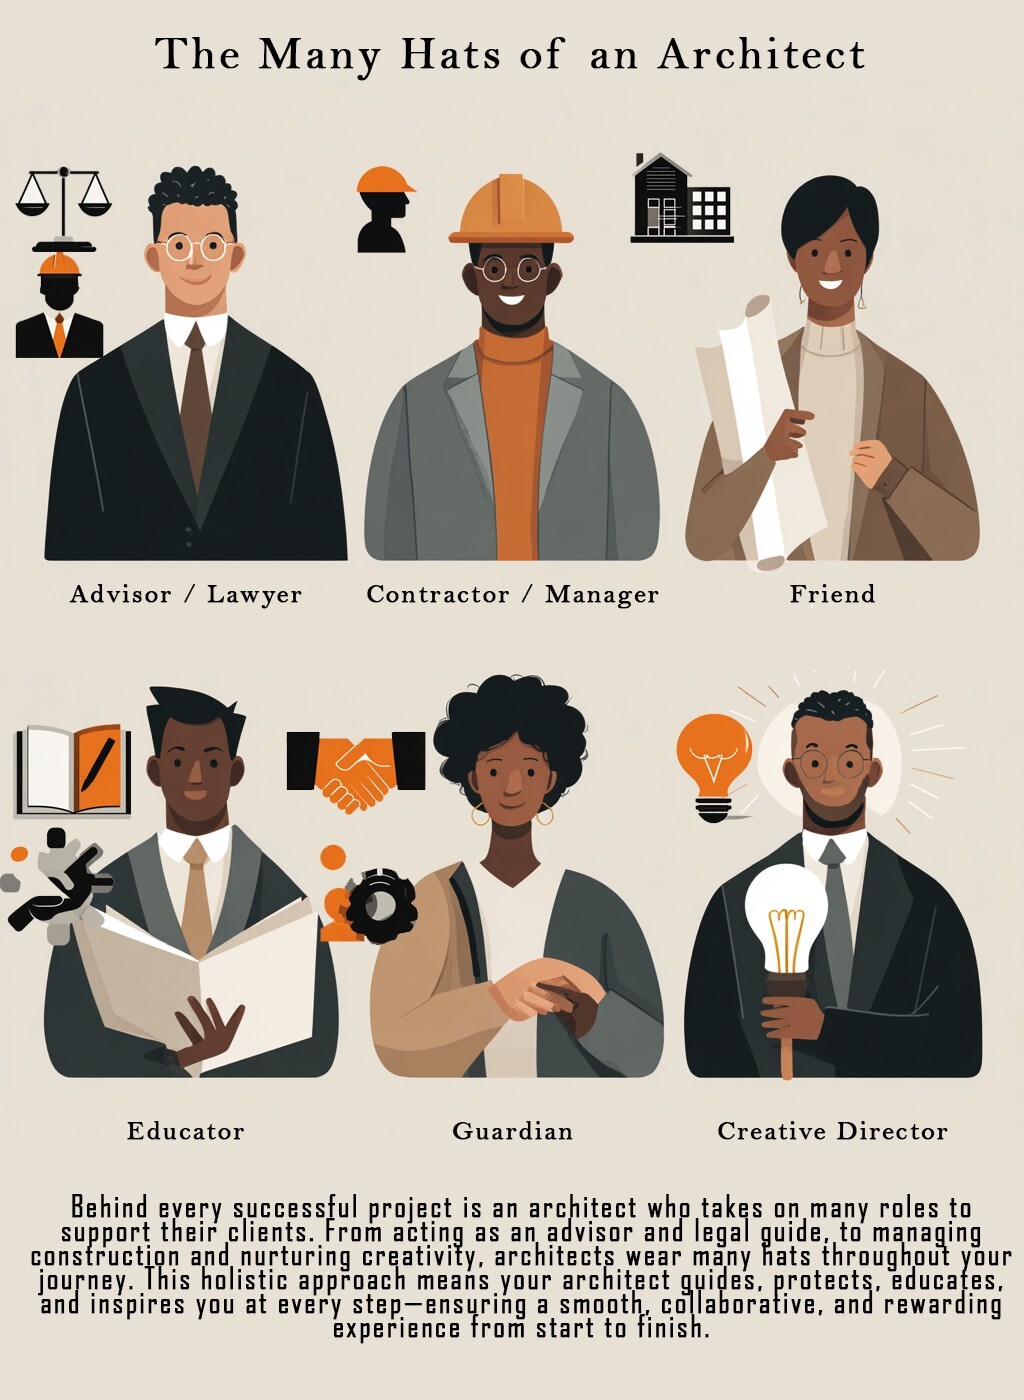 The Many Hats of an Architect
Advisor / Lawyer
Contractor / Manager
Friend
Educator
Guardian
Creative Director
Behind every successful project is an architect who takes on many roles to
support their clients. From acting as an advisor and legal guide, to managing
construction and nurturing creativity, architects wear many hats throughout your
journey. This holistic approach means your architect guides, protects, educates,
and inspires you at every step—ensuring a smooth, collaborative, and rewarding
experience from start to finish.